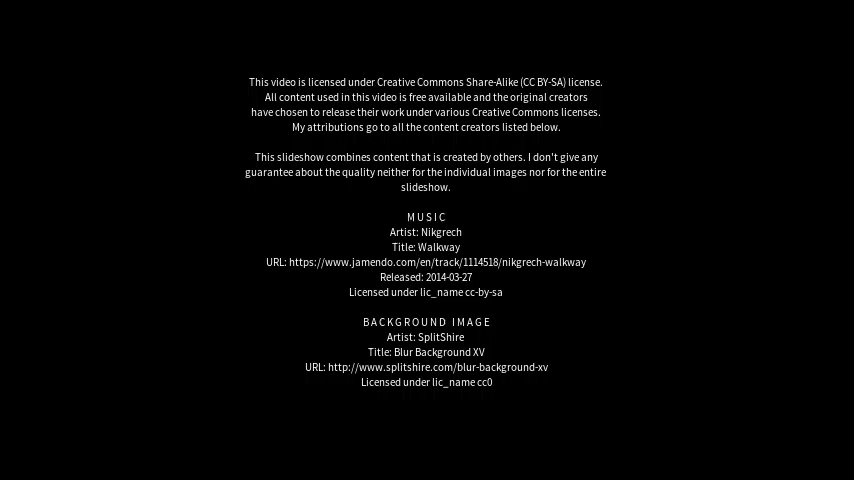 This video is licensed under Creative Commons Share-Alike (CC BY-SA) license.
All content used in this video is free available and the original creators
have chosen to release their work under various Creative Commons licenses.
My attributions go to all the content creators listed below.
This slideshow combines content that is created by others. I don't give any
guarantee about the quality neither for the individual images nor for the entire
slideshow.
MUSIC
Artist: Nikgrech
Title: Walkway
URL: https://www.jamendo.com/en/track/1114518/nikgrech-walkway
Released: 2014-03-27
Licensed under lic_name cc-by-sa
BACKGROUND IMAGE
Artist: SplitShire
Title: Blur Background XV
URL: http://www.splitshire.com/blur-background-xv
Licensed under lic_name cc0